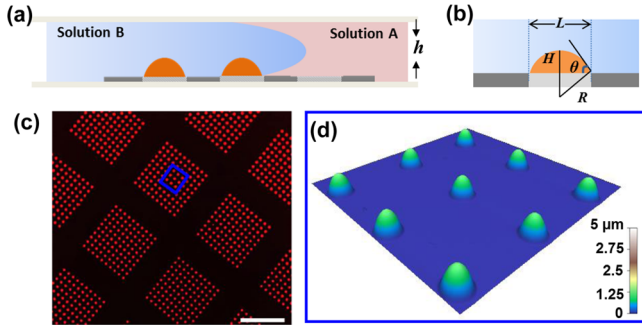 (a)
Solution B
Solution A
h
(b)
L
H
θ
R
(c)
(d)
5 µm
2.75
2.5
1.25
0